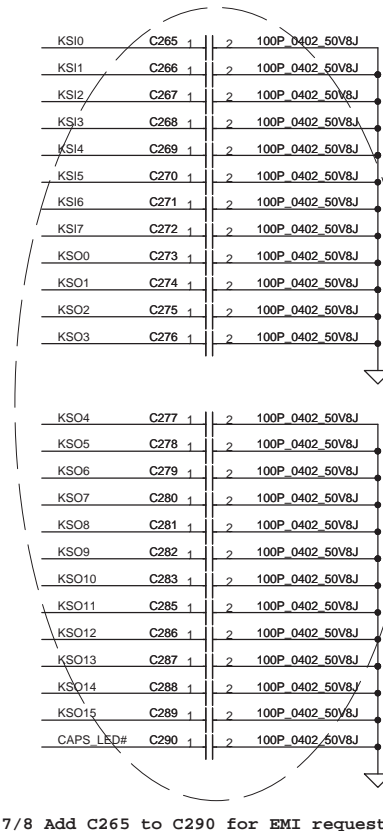 KSI0 C265 1 2 100P_0402_50V8J
KSI1 C266 1 2 100P_0402_50V8J
KSI2 C267 1 2 100P_0402_50V8J
KSI3 C268 1 2 100P_0402_50V8J
KSI4 C269 1 2 100P_0402_50V8J
KSI5 C270 1 2 100P_0402_50V8J
KSI6 C271 1 2 100P_0402_50V8J
KSI7 C272 1 2 100P_0402_50V8J
KSO0 C273 1 2 100P_0402_50V8J
KSO1 C274 1 2 100P_0402_50V8J
KSO2 C275 1 2 100P_0402_50V8J
KSO3 C276 1 2 100P_0402_50V8J
KSO4 C277 1 2 100P_0402_50V8J
KSO5 C278 1 2 100P_0402_50V8J
KSO6 C279 1 2 100P_0402_50V8J
KSO7 C280 1 2 100P_0402_50V8J
KSO8 C281 1 2 100P_0402_50V8J
KSO9 C282 1 2 100P_0402_50V8J
KSO10 C283 1 2 100P_0402_50V8J
KSO11 C285 1 2 100P_0402_50V8J
KSO12 C286 1 2 100P_0402_50V8J
KSO13 C287 1 2 100P_0402_50V8J
KSO14 C288 1 2 100P_0402_50V8J
KSO15 C289 1 2 100P_0402_50V8J
CAPS_LED# C290 1 2 100P_0402_50V8J
7/8 Add C265 to C290 for EMI request